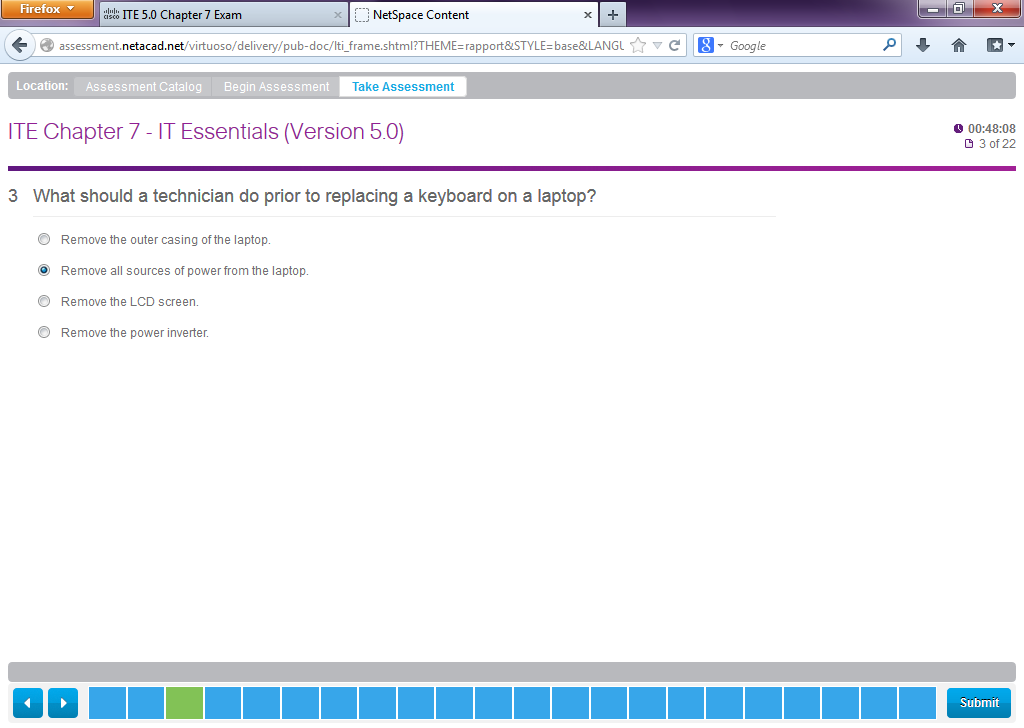 Firefox
cisco ITE 5.0 Chapter 7 Exam
NetSpace Content
assessment.netacad.net/virtuoso/delivery/pub-doc/lti_frame.shtml?THEME=rapport&STYLE=base&LANGU
8 Google
Location: Assessment Catalog Begin Assessment Take Assessment
ITE Chapter 7 - IT Essentials (Version 5.0)
00:48:08
3 of 22
3 What should a technician do prior to replacing a keyboard on a laptop?
Remove the outer casing of the laptop.
Remove all sources of power from the laptop.
Remove the LCD screen.
Remove the power inverter.
Submit